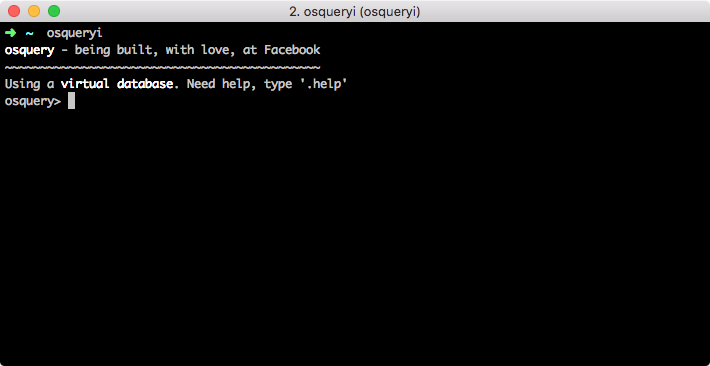 2. osqueryi (osqueryi)
➜ ~ osqueryi
osquery - being built, with love, at Facebook
~~~~~~~~~~~~~~~~~~~~~~~~~~~~~~~~~~~~~~~~~~~~~
Using a virtual database. Need help, type '.help'
osquery>